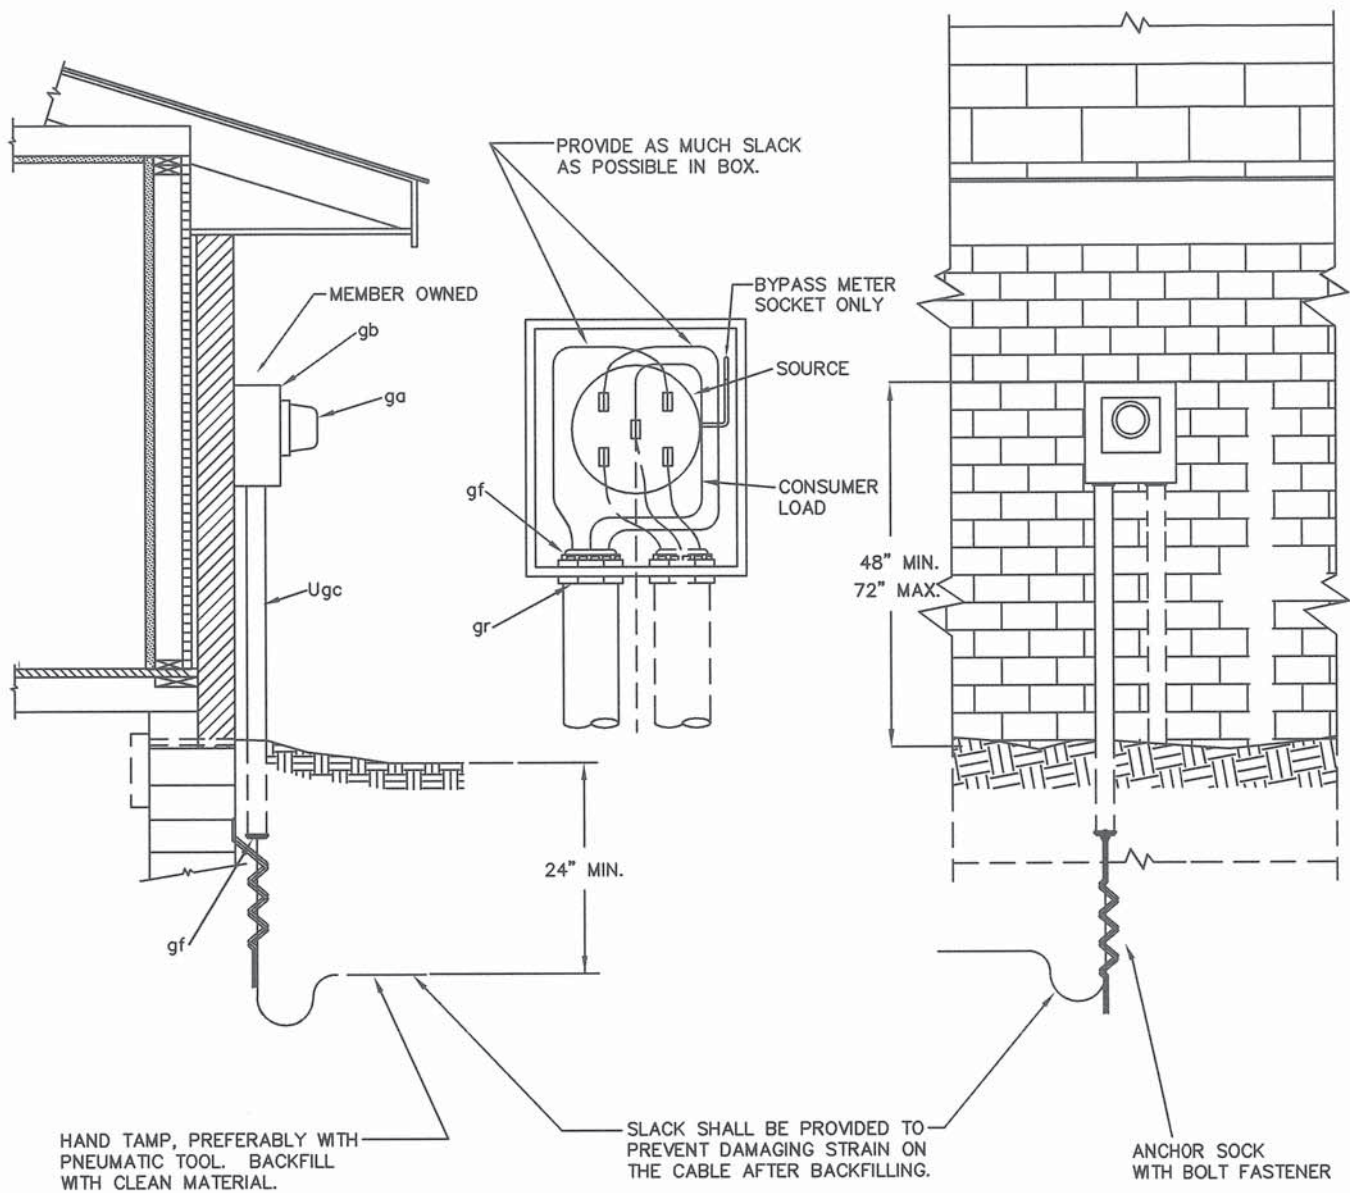 PROVIDE AS MUCH SLACK
AS POSSIBLE IN BOX.
MEMBER OWNED
gb
ga
BYPASS METER
SOCKET ONLY
SOURCE
gf
CONSUMER
LOAD
48" MIN.
72" MAX.
Ugc
gr
24" MIN.
gf
HAND TAMP, PREFERABLY WITH
PNEUMATIC TOOL. BACKFILL
WITH CLEAN MATERIAL.
SLACK SHALL BE PROVIDED TO
PREVENT DAMAGING STRAIN ON
THE CABLE AFTER BACKFILLING.
ANCHOR SOCK
WITH BOLT FASTENER